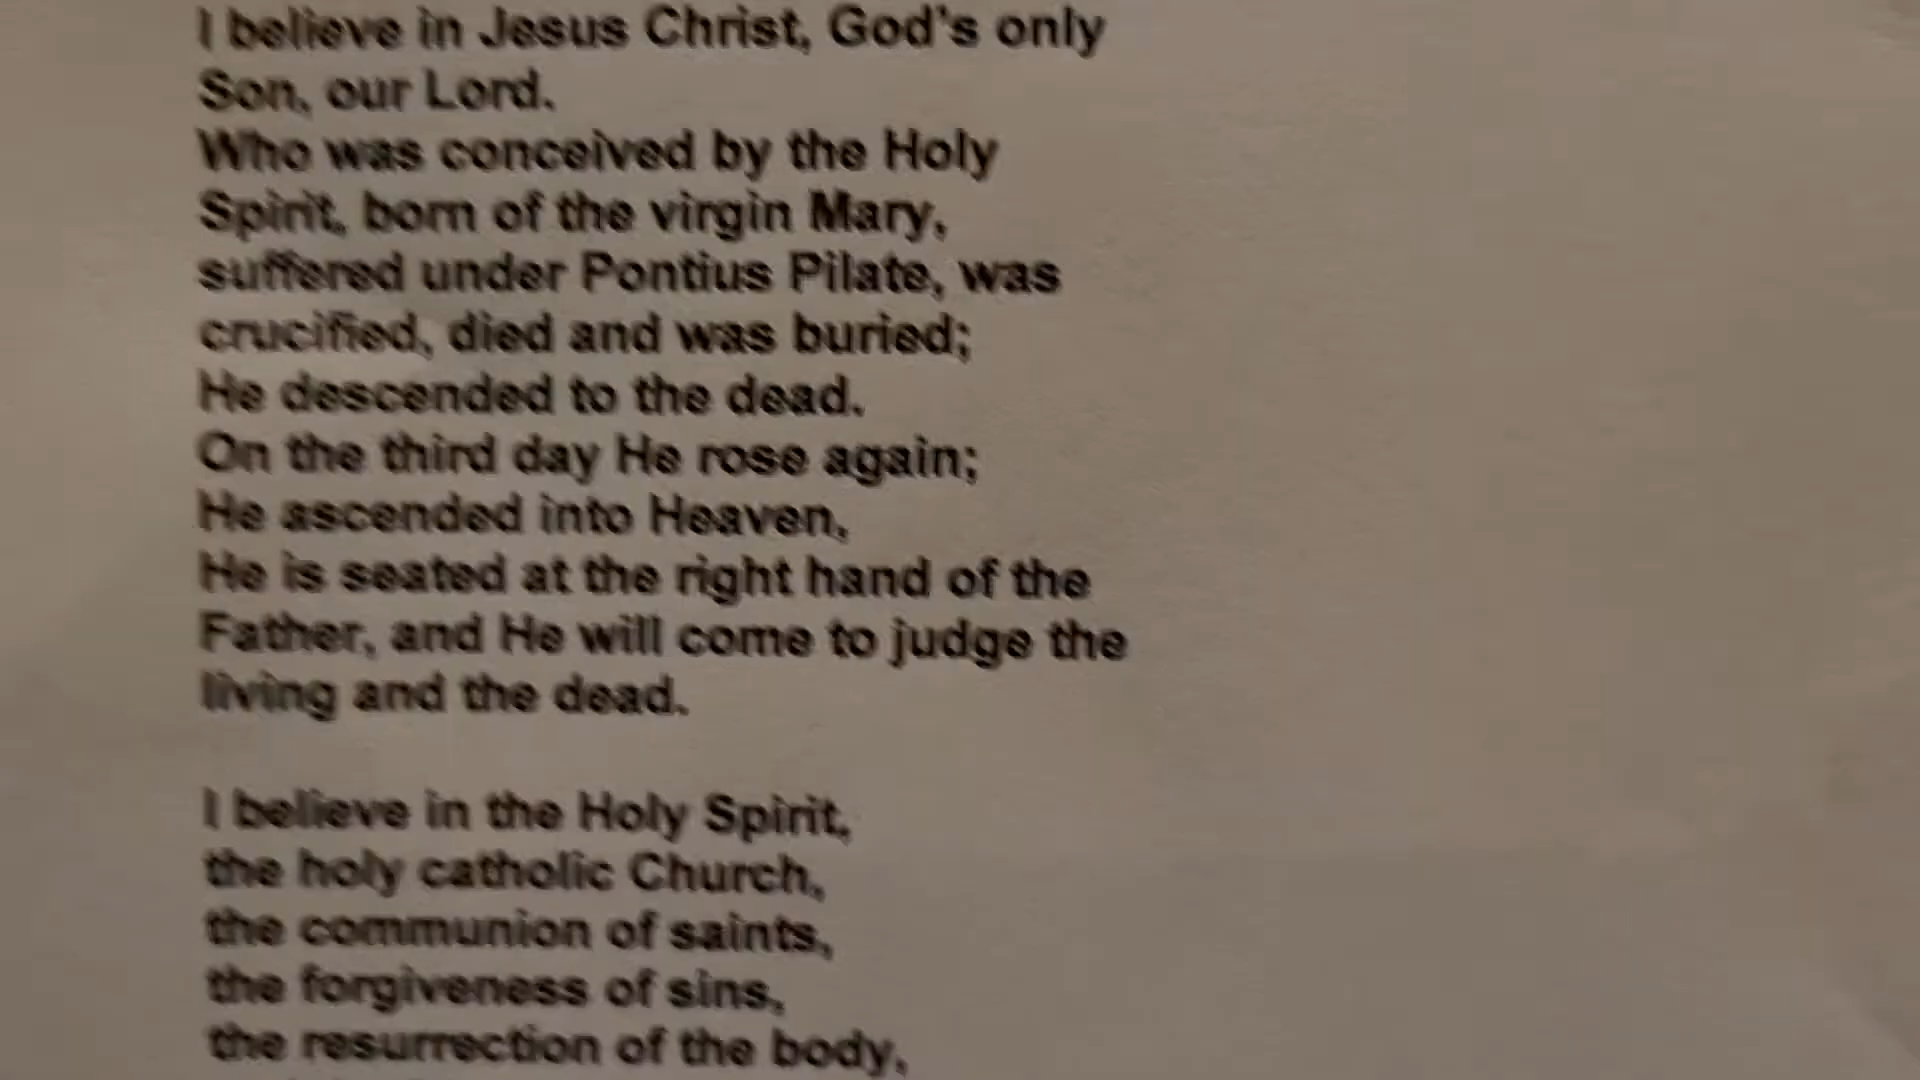 I believe in Jesus Christ, God's only
Son, our Lord.
Who was conceived by the Holy
Spirit, born of the virgin Mary,
suffered under Pontius Pilate, was
crucified, died and was buried;
He descended to the dead.
On the third day He rose again;
He ascended into Heaven,
He is seated at the right hand of the
Father, and He will come to judge the
living and the dead.
I believe in the Holy Spirit,
the holy catholic Church,
the communion of saints,
the forgiveness of sins,
the resurrection of the body,